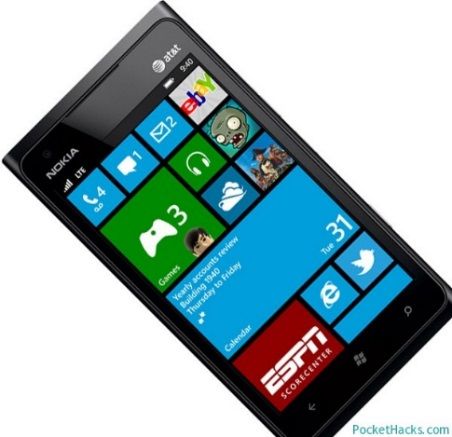 at&t
NOKIA
9:40
LTE
4
1
2
ebay
3
Games
Yearly accounts review
Building 1940
Thursday to Friday
Tue 31
Calendar
ESPN
SCORECENTER
PocketHacks.com